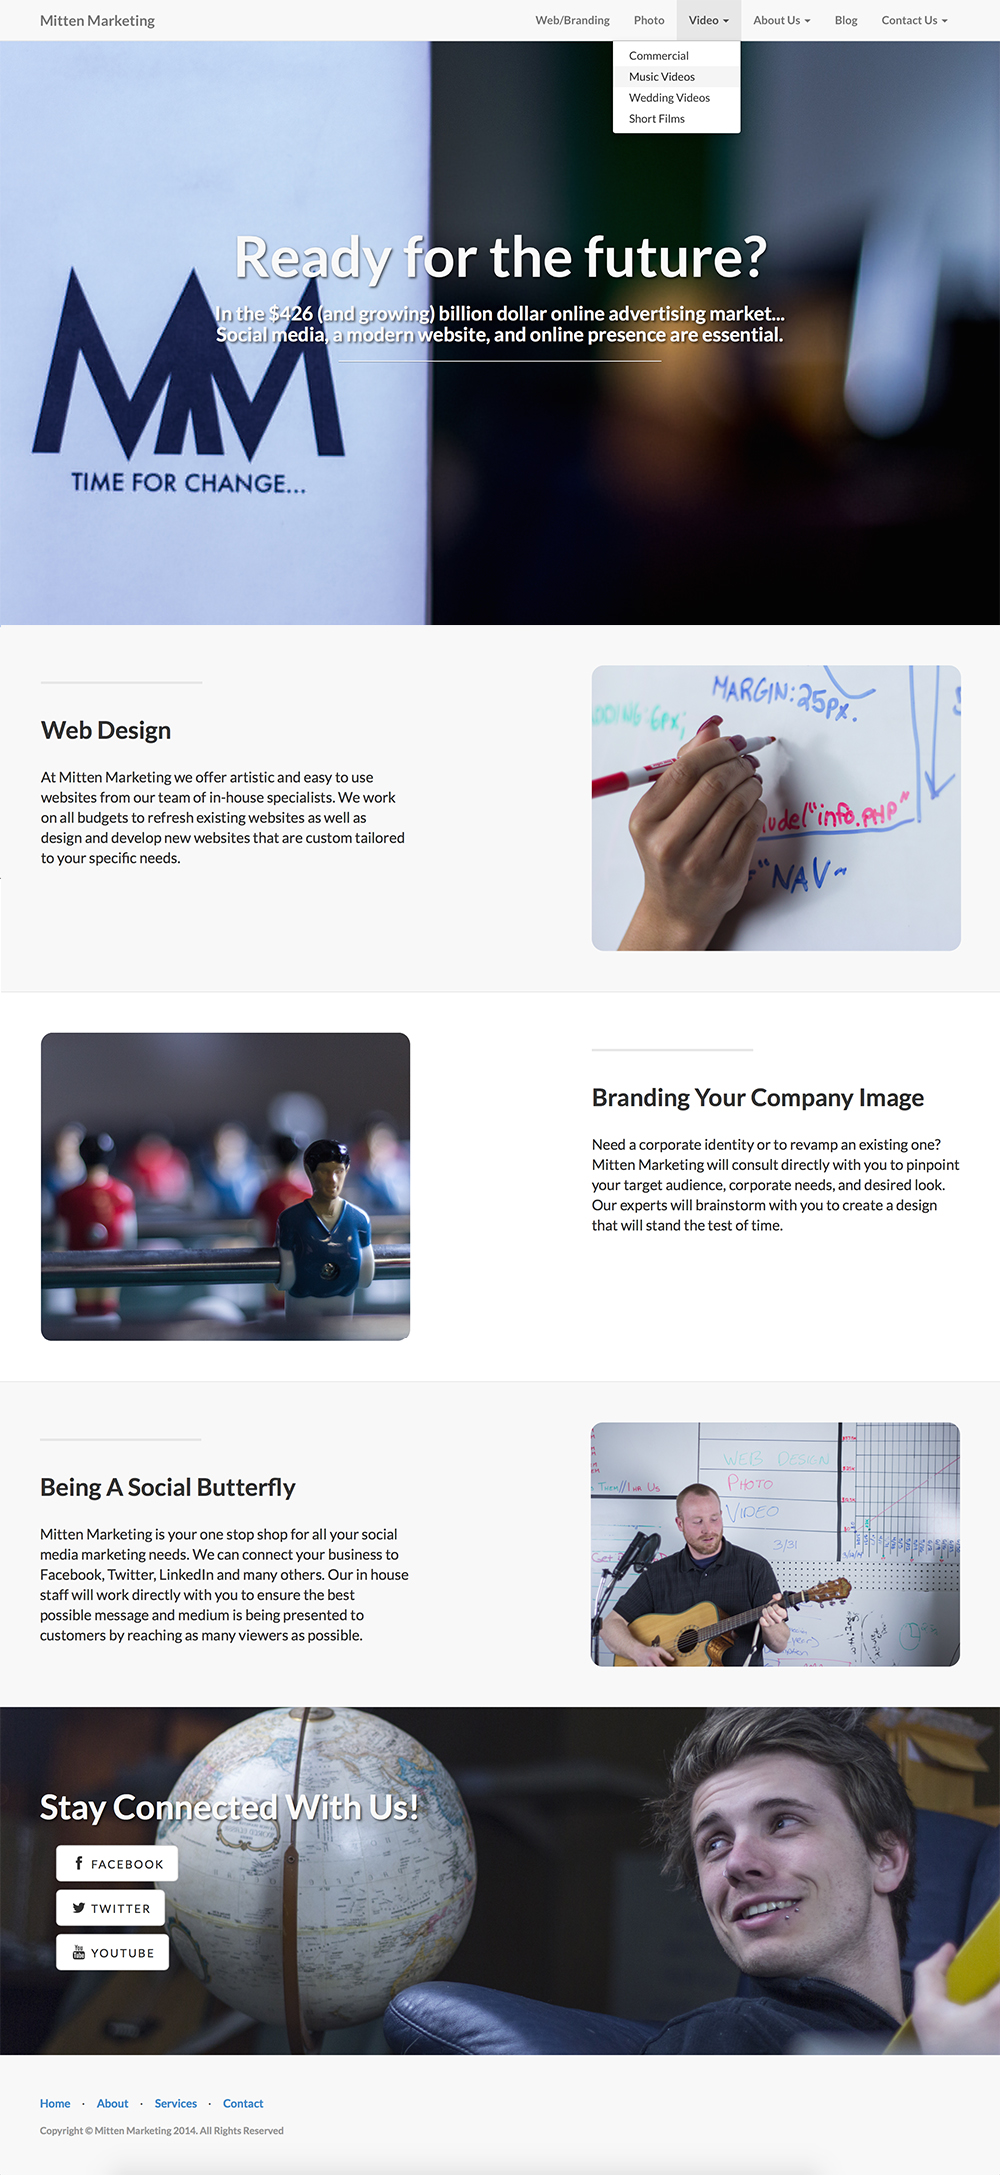 Mitten Marketing
Web/Branding Photo Video About Us Blog Contact Us
Commercial
Music Videos
Wedding Videos
Short Films
Ready for the future?
In the $426 (and growing) billion dollar online advertising market...
Social media, a modern website, and online presence are essential.
MM
TIME FOR CHANGE...
Web Design
At Mitten Marketing we offer artistic and easy to use
websites from our team of in-house specialists. We work
on all budgets to refresh existing websites as well as
design and develop new websites that are custom tailored
to your specific needs.
MARGIN:25px.
DDING:6px;
lude("info.PHP"
="NAV~
Branding Your Company Image
Need a corporate identity or to revamp an existing one?
Mitten Marketing will consult directly with you to pinpoint
your target audience, corporate needs, and desired look.
Our experts will brainstorm with you to create a design
that will stand the test of time.
Being A Social Butterfly
Mitten Marketing is your one stop shop for all your social
media marketing needs. We can connect your business to
Facebook, Twitter, LinkedIn and many others. Our in house
staff will work directly with you to ensure the best
possible message and medium is being presented to
customers by reaching as many viewers as possible.
WEB DESIGN
PHOTO
VIDEO
3/31
Stay Connected With Us!
FACEBOOK
TWITTER
YOUTUBE
Home · About · Services · Contact
Copyright © Mitten Marketing 2014. All Rights Reserved